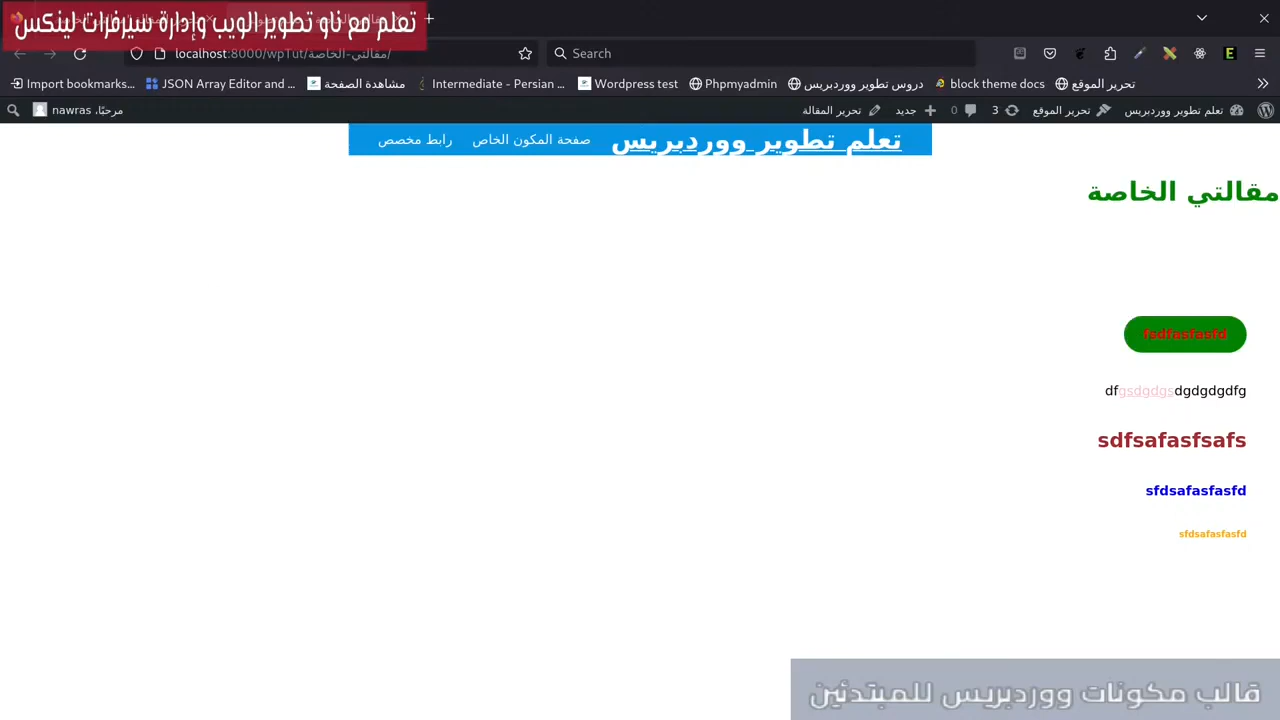 تعلم مع ناو تطوير الويب وإدارة سيرفرات لينكس
localhost:8000/wpTut/مقالتي-الخاصة/
Search
Import bookmarks...
JSON Array Editor and ...
مشاهدة الصفحة
Intermediate - Persian ...
Wordpress test
Phpmyadmin
دروس تطوير ووردبريس
block theme docs
تحرير الموقع
تعلم تطوير ووردبريس
تحرير الموقع
3
0
جديد
تحرير المقالة
مرحبًا، nawras
تعلم تطوير ووردبريس
صفحة المكون الخاص
رابط مخصص
مقالتي الخاصة
fsdfasfasfd
dfgsdgdgsdgdgdgdfg
sdfsafasfsafs
sfdsafasfasfd
sfdsafasfasfd
قالب مكونات ووردبريس للمبتدئين